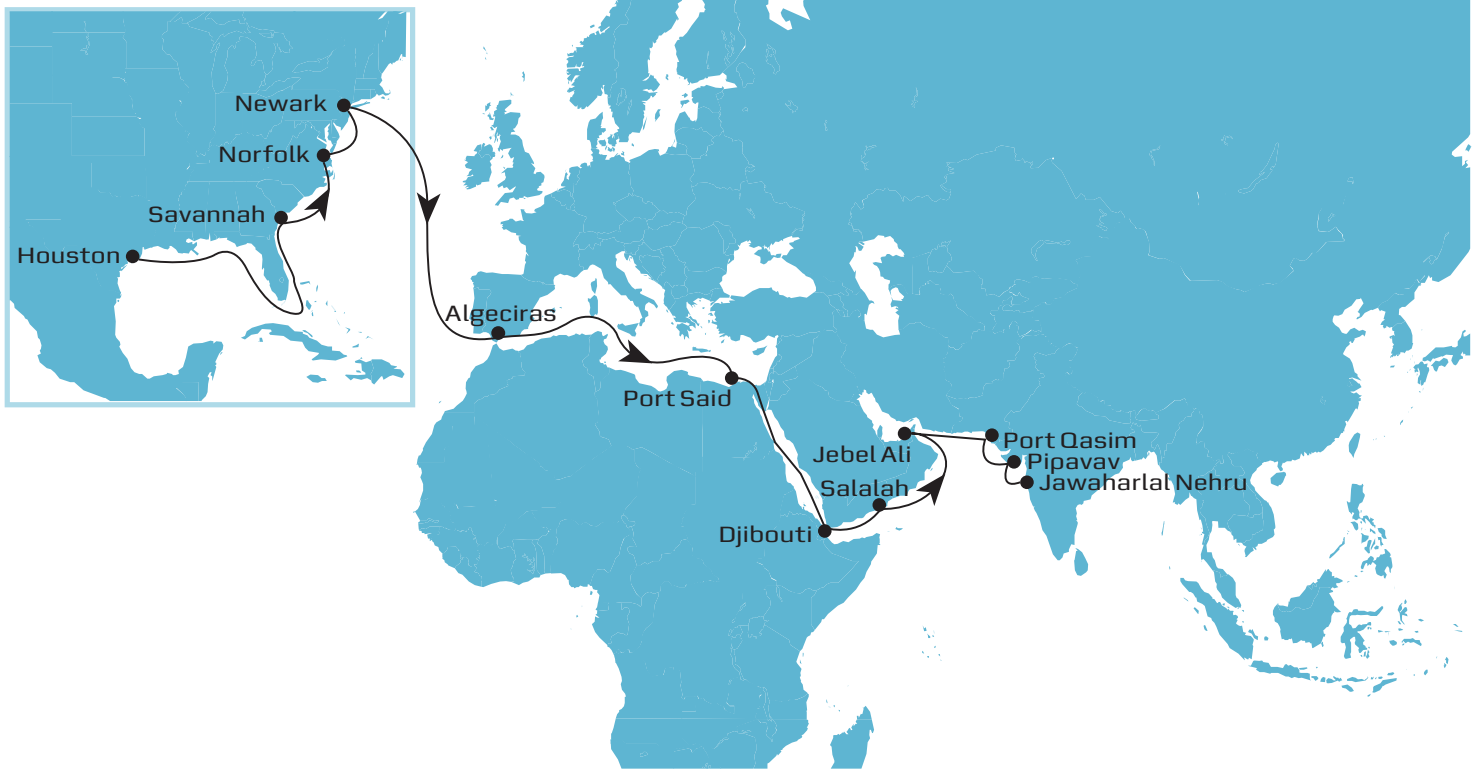 Newark
Norfolk
Savannah
Houston
Algeciras
Port Said
Jebel Ali
Port Qasim
Pipavav
Salalah
Jawaharlal Nehru
Djibouti